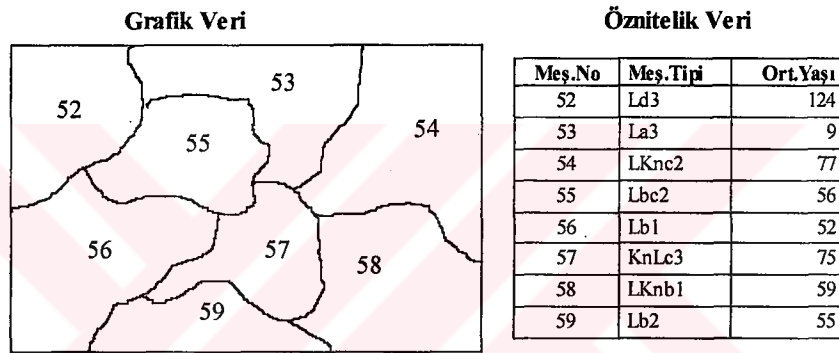 Grafik Veri
52
53
54
55
56
57
58
59
Öznitelik Veri
Meş.No Meş.Tipi Ort.Yaşı
52 Ld3 124
53 La3 9
54 LKnc2 77
55 Lbc2 56
56 Lb1 52
57 KnLc3 75
58 LKnb1 59
59 Lb2 55